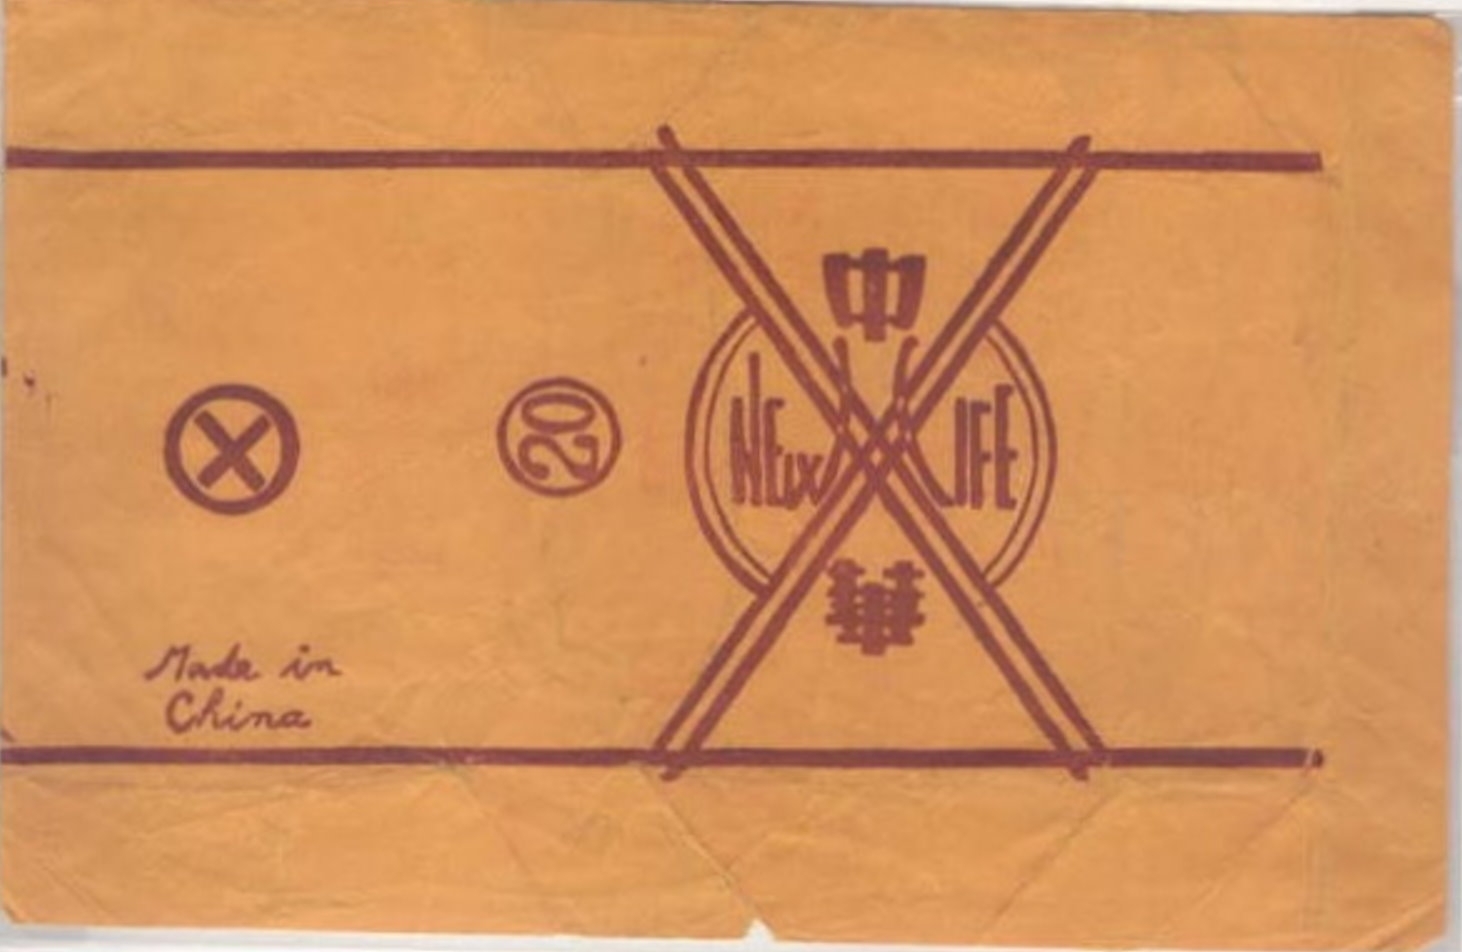 中
NEW LIFE
20
華
Made in
China